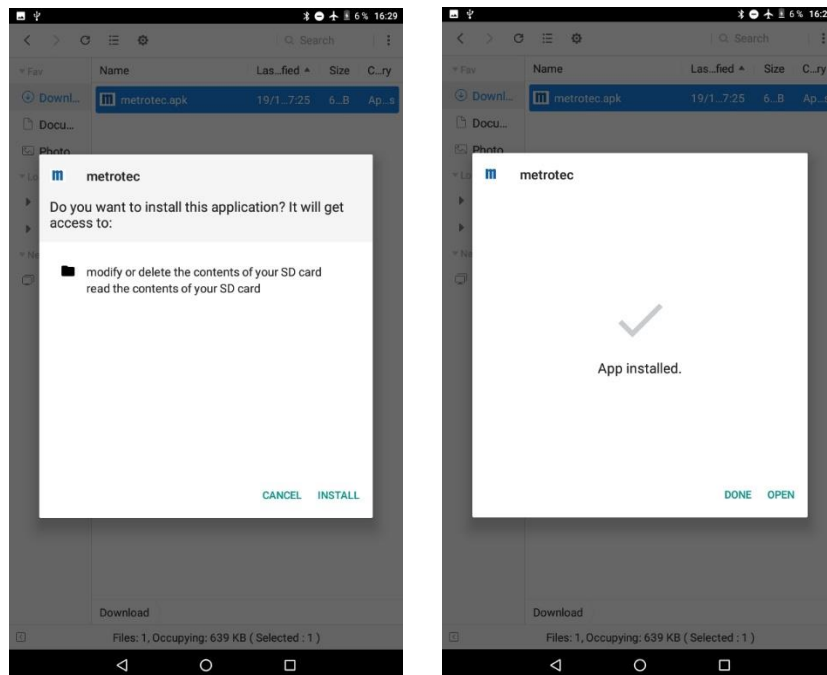 6% 16:29
Search
Fav
Name Las...fied Size C...ry
Downl...
metrotec.apk 19/1...7:25 6...B Ap...s
Docu...
Photo
metrotec
Do you want to install this application? It will get
access to:
modify or delete the contents of your SD card
read the contents of your SD card
CANCEL INSTALL
Download
Files: 1, Occupying: 639 KB ( Selected : 1 )
6% 16:2
Search
Fav
Name Las...fied Size C...ry
Downl...
metrotec.apk 19/1...7:25 6...B
Docu...
Photo
metrotec
App installed.
DONE OPEN
Download
Files: 1, Occupying: 639 KB ( Selected : 1 )